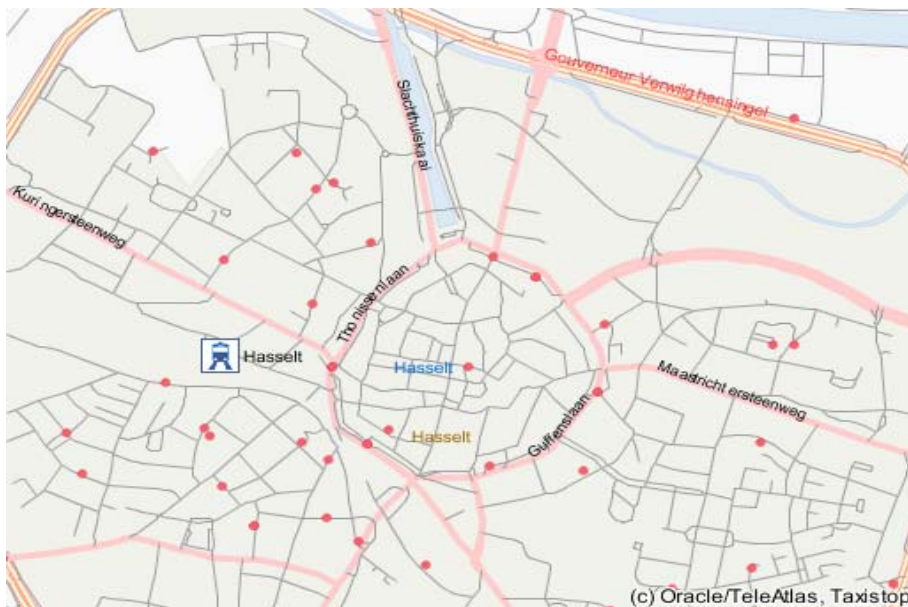 Gouverneur Verwilghensingel
Slachthuiskaai
Kuringersteenweg
Thonissenlaan
Hasselt
Hasselt
Maastrichtersteenweg
Guffenslaan
Hasselt
(c) Oracle/TeleAtlas, Taxistop